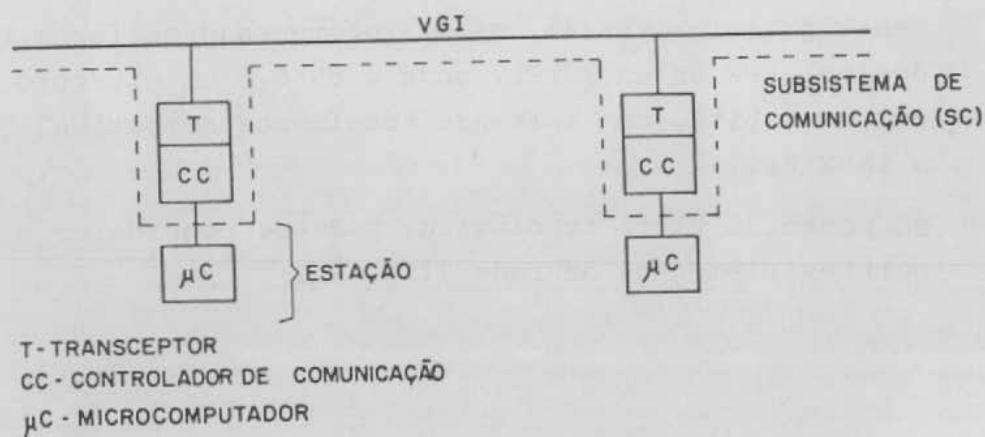 VGI
T
CC
μC
ESTAÇÃO
T
CC
μC
SUBSISTEMA DE
COMUNICAÇÃO (SC)
T-TRANSCEPTOR
CC - CONTROLADOR DE COMUNICAÇÃO
μC - MICROCOMPUTADOR